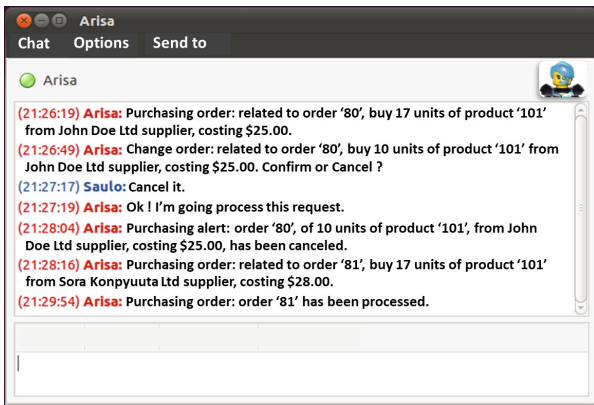 Arisa
Chat Options Send to
Arisa
(21:26:19) Arisa: Purchasing order: related to order ‘80’, buy 17 units of product ‘101’
from John Doe Ltd supplier, costing $25.00.
(21:26:49) Arisa: Change order: related to order ‘80’, buy 10 units of product ‘101’ from
John Doe Ltd supplier, costing $25.00. Confirm or Cancel ?
(21:27:17) Saulo: Cancel it.
(21:27:19) Arisa: Ok ! I’m going process this request.
(21:28:04) Arisa: Purchasing alert: order ‘80’, of 10 units of product ‘101’, from John
Doe Ltd supplier, costing $25.00, has been canceled.
(21:28:16) Arisa: Purchasing order: related to order ‘81’, buy 17 units of product ‘101’
from Sora Konpyuuta Ltd supplier, costing $28.00.
(21:29:54) Arisa: Purchasing order: order ‘81’ has been processed.